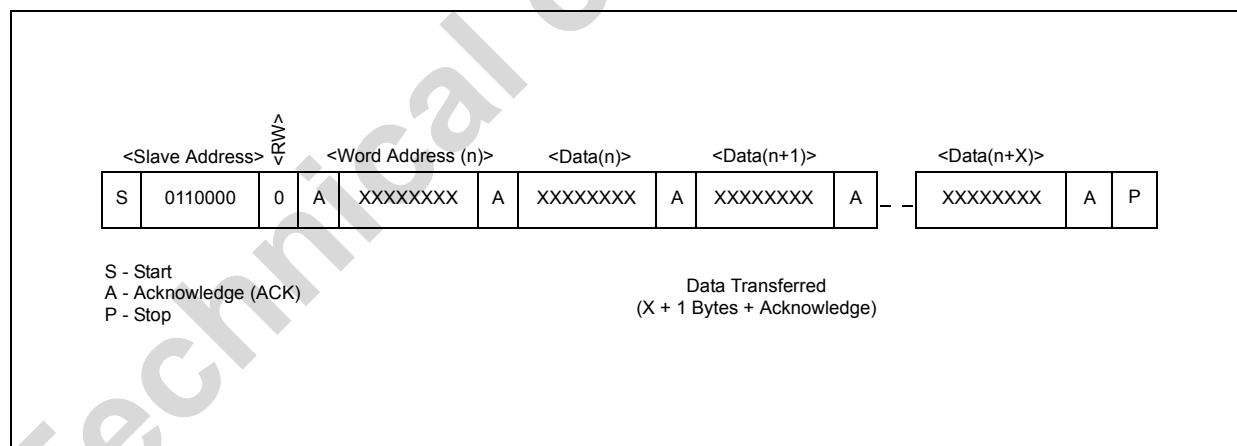 Technical
<Slave Address> <RW> <Word Address (n)> <Data(n)> <Data(n+1)> <Data(n+X)>
S 0110000 0 A XXXXXXXX A XXXXXXXX A XXXXXXXX A XXXXXXXX A P
S - Start
A - Acknowledge (ACK)
P - Stop
Data Transferred
(X + 1 Bytes + Acknowledge)